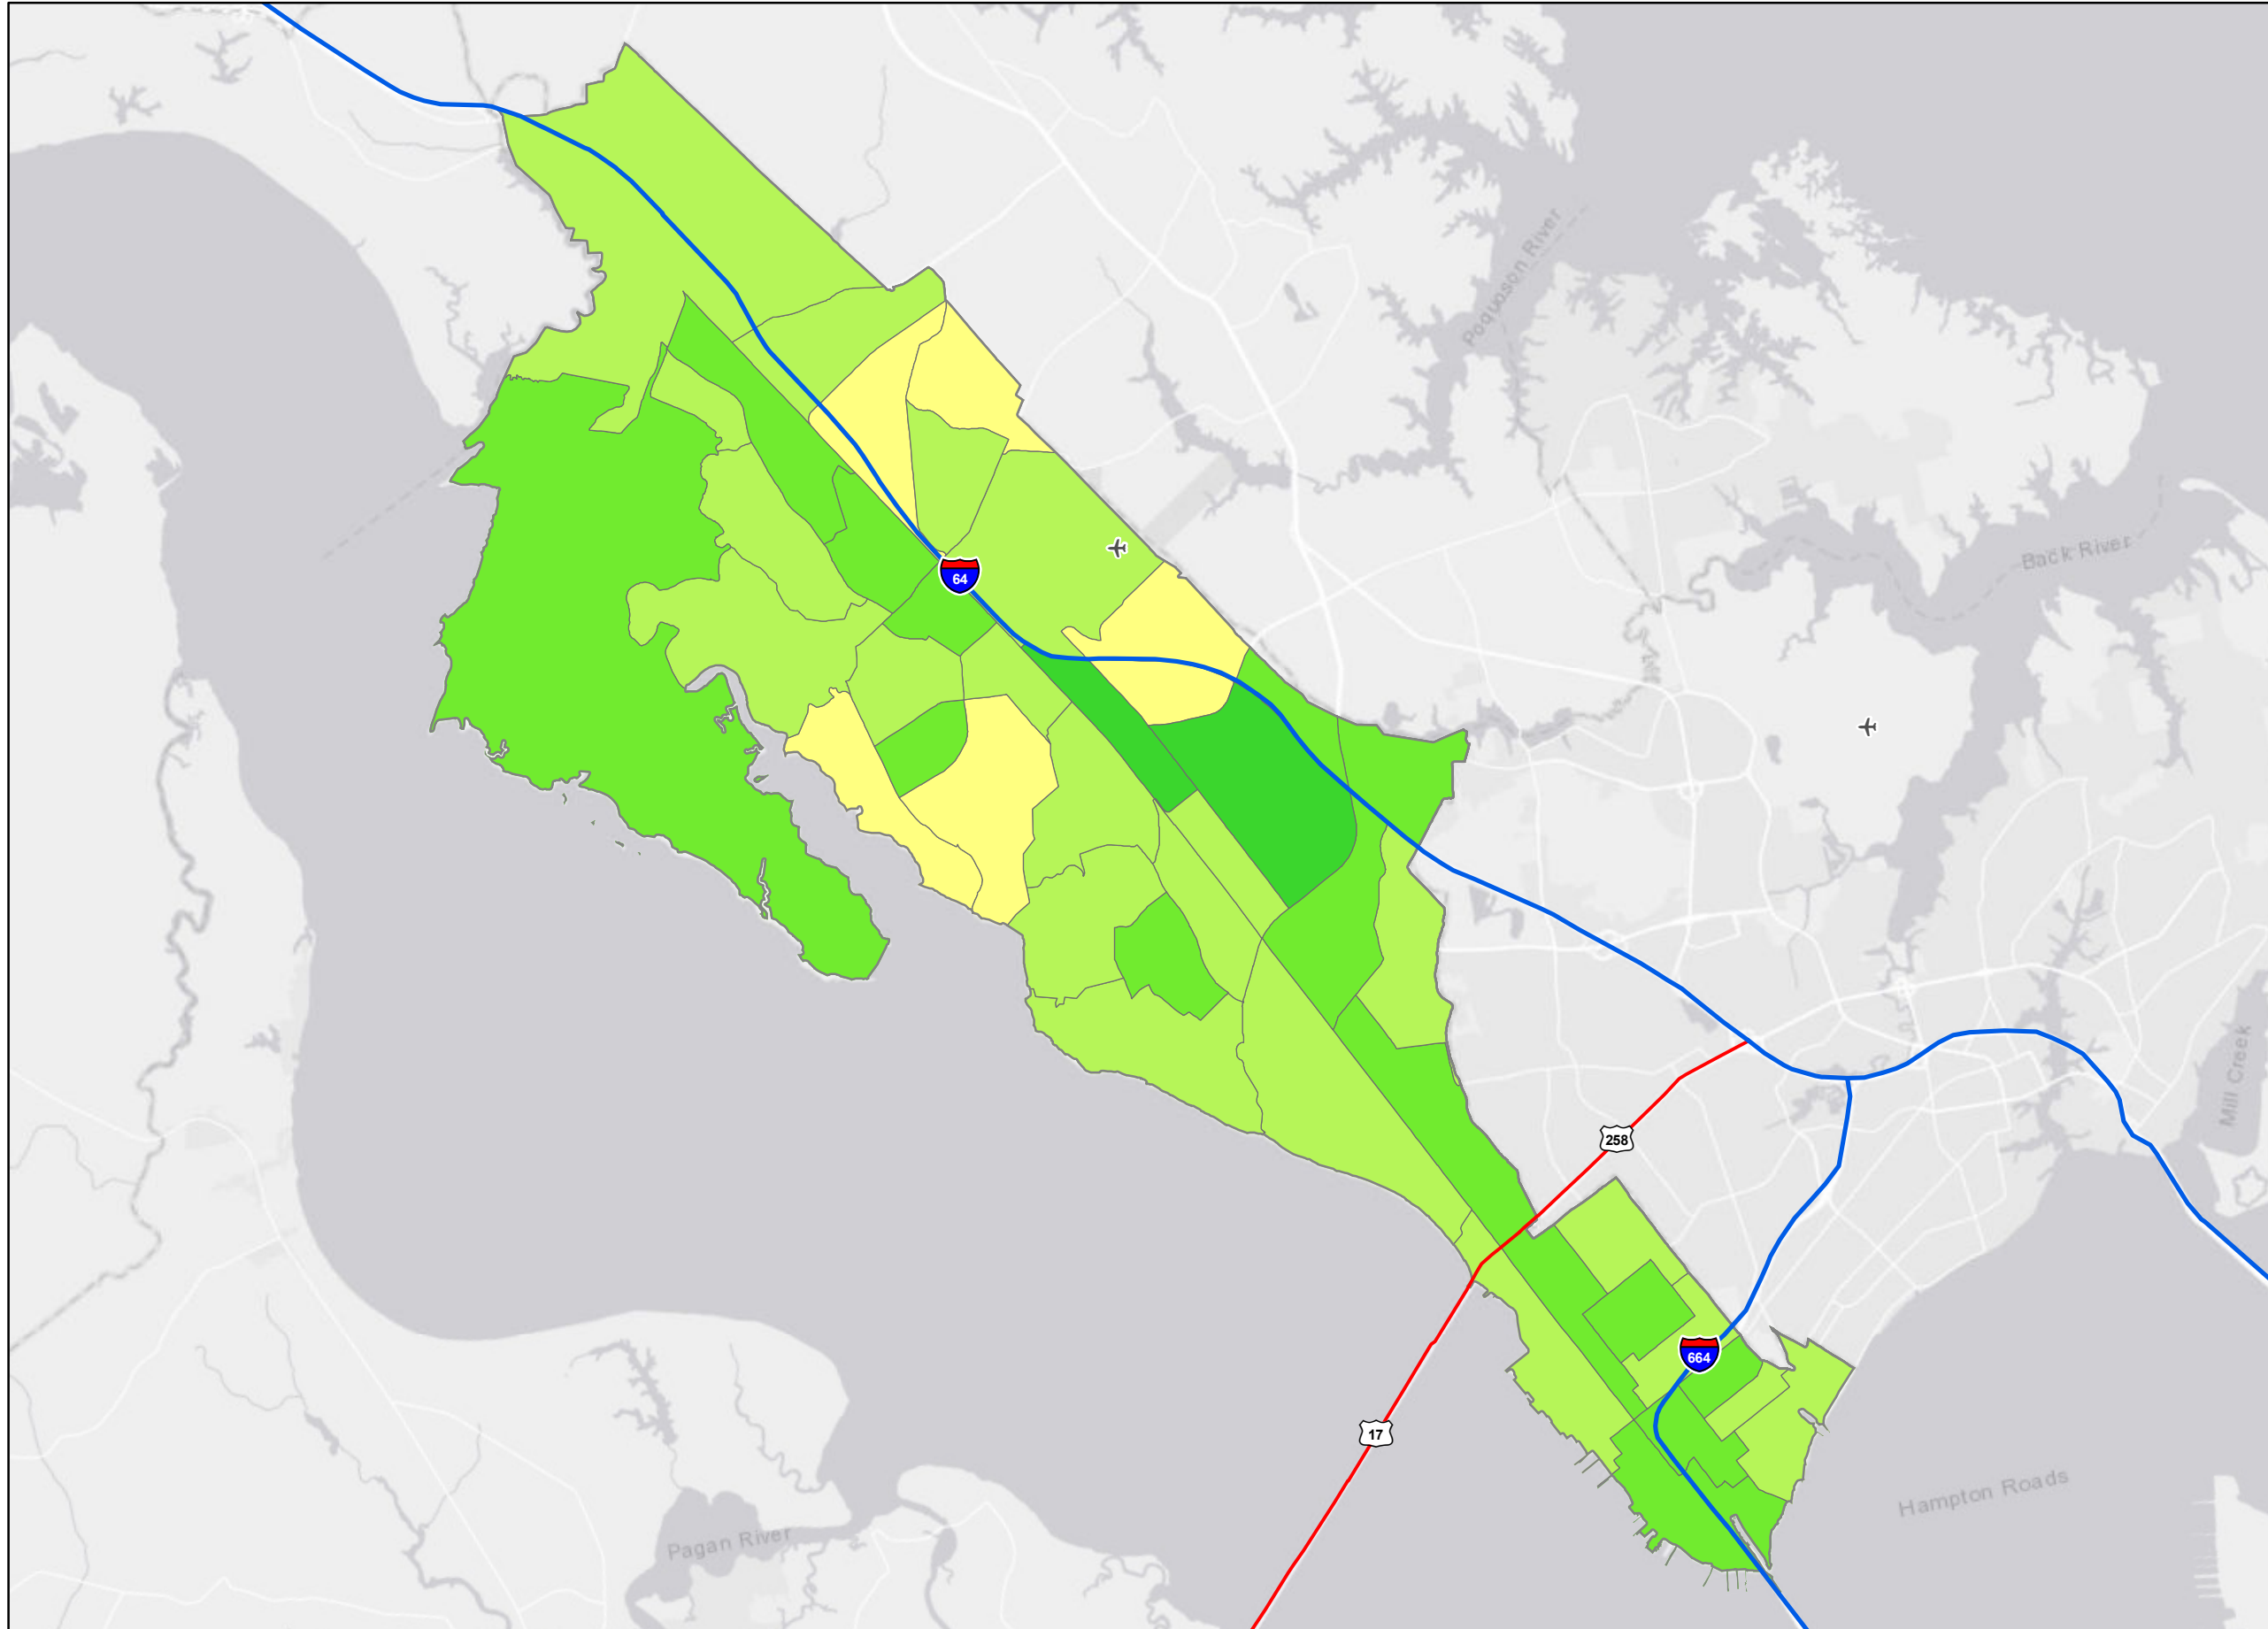 Poquoson River
Back River
64
Mill Creek
258
664
17
Hampton Roads
Pagan River